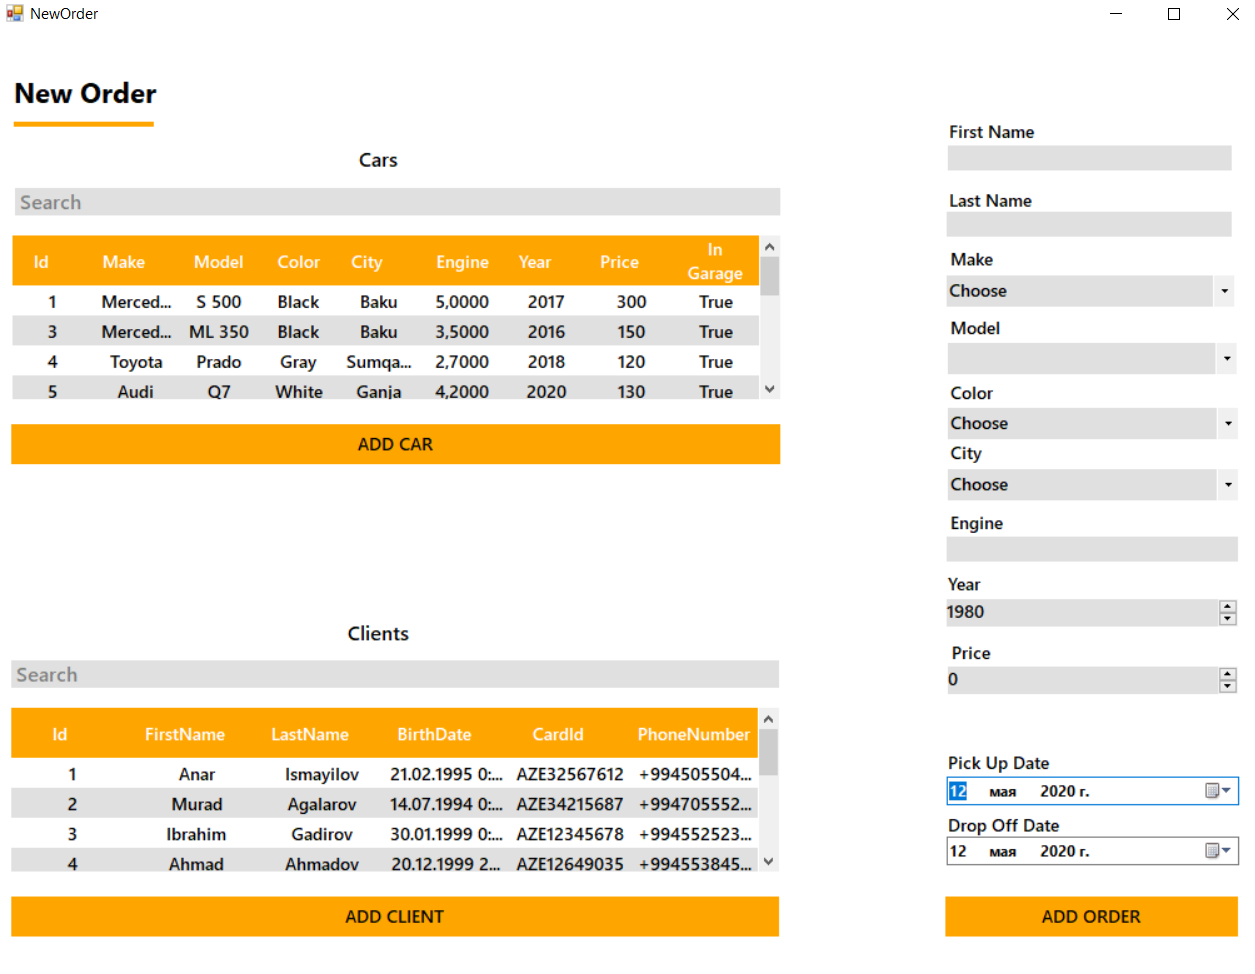 NewOrder
New Order
Cars
Search
Id Make Model Color City Engine Year Price In Garage
1 Merced... S 500 Black Baku 5,0000 2017 300 True
3 Merced... ML 350 Black Baku 3,5000 2016 150 True
4 Toyota Prado Gray Sumqa... 2,7000 2018 120 True
5 Audi Q7 White Ganja 4,2000 2020 130 True
ADD CAR
Clients
Search
Id FirstName LastName BirthDate CardId PhoneNumber
1 Anar Ismayilov 21.02.1995 0:... AZE32567612 +994505504...
2 Murad Agalarov 14.07.1994 0:... AZE34215687 +994705552...
3 Ibrahim Gadirov 30.01.1999 0:... AZE12345678 +994552523...
4 Ahmad Ahmadov 20.12.1999 2... AZE12649035 +994553845...
ADD CLIENT
First Name
Last Name
Make
Choose
Model
Color
Choose
City
Choose
Engine
Year
1980
Price
0
Pick Up Date
12 мая 2020 г.
Drop Off Date
12 мая 2020 г.
ADD ORDER